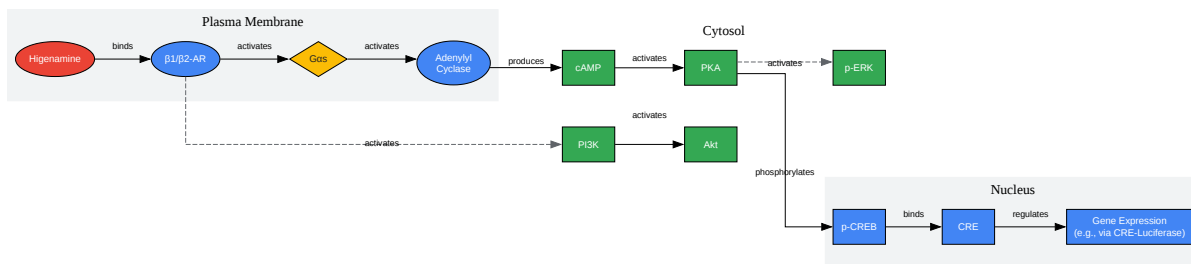 Plasma Membrane
Cytosol
Higenamine
binds
β1/β2-AR
activates
Gαs
activates
Adenylyl
Cyclase
produces
cAMP
activates
PKA
activates
p-ERK
activates
PI3K
activates
Akt
phosphorylates
Nucleus
p-CREB
binds
CRE
regulates
Gene Expression
(e.g., via CRE-Luciferase)